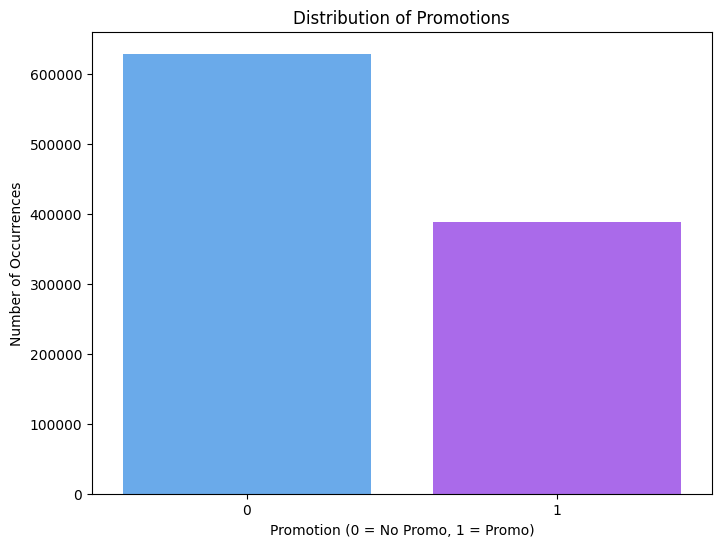 Distribution of Promotions
600000
500000
400000
300000
200000
100000
0
Number of Occurrences
0 1
Promotion (0 = No Promo, 1 = Promo)